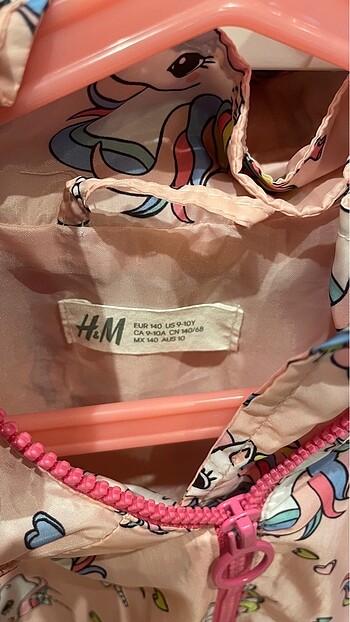 H&M
EUR 140 US 9-10Y
CA 9-10A CN 140/68
MX 140 AUS 10